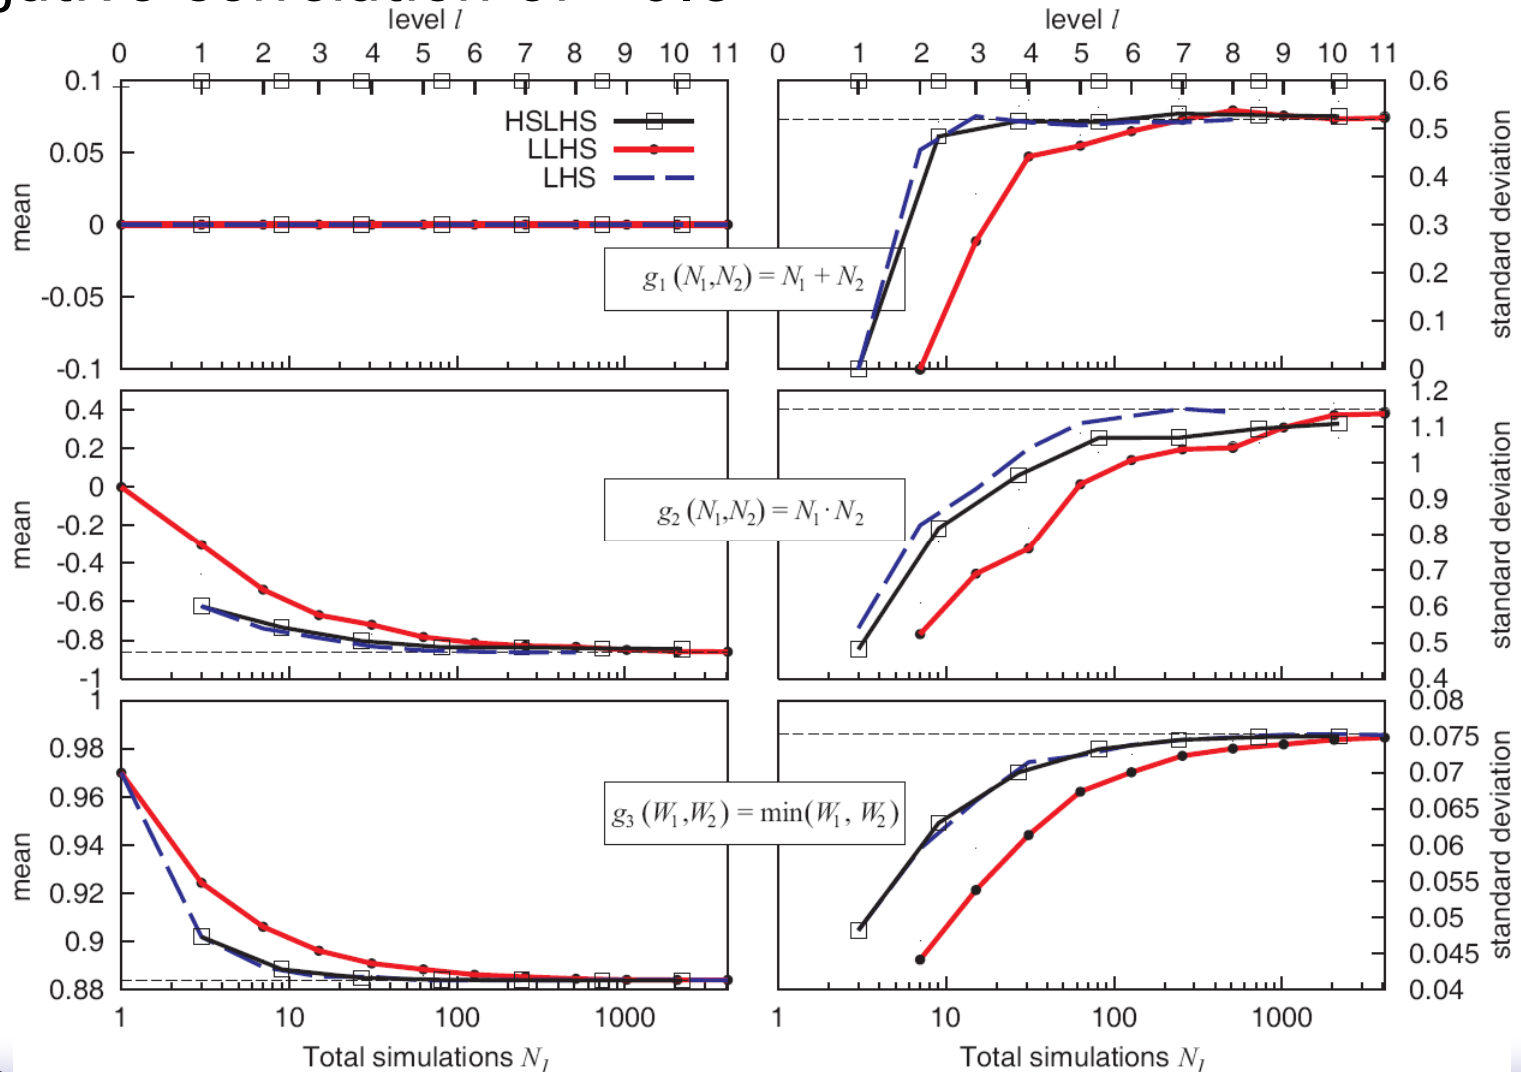 level l
level l
0 1 2 3 4 5 6 7 8 9 10 11
0 1 2 3 4 5 6 7 8 9 10 11
0.1
0.05
0
-0.05
-0.1
mean
HSLHS
LLHS
LHS
0.6
0.5
0.4
0.3
0.2
0.1
0
standard deviation
g1 (N1,N2) = N1 + N2
0.4
0.2
0
-0.2
-0.4
-0.6
-0.8
-1
mean
1.2
1.1
1
0.9
0.8
0.7
0.6
0.5
0.4
standard deviation
g2 (N1,N2) = N1 · N2
1
0.98
0.96
0.94
0.92
0.9
0.88
mean
0.08
0.075
0.07
0.065
0.06
0.055
0.05
0.045
0.04
standard deviation
g3 (W1,W2) = min(W1, W2)
1 10 100 1000
10 100 1000
Total simulations Nl
Total simulations Nl